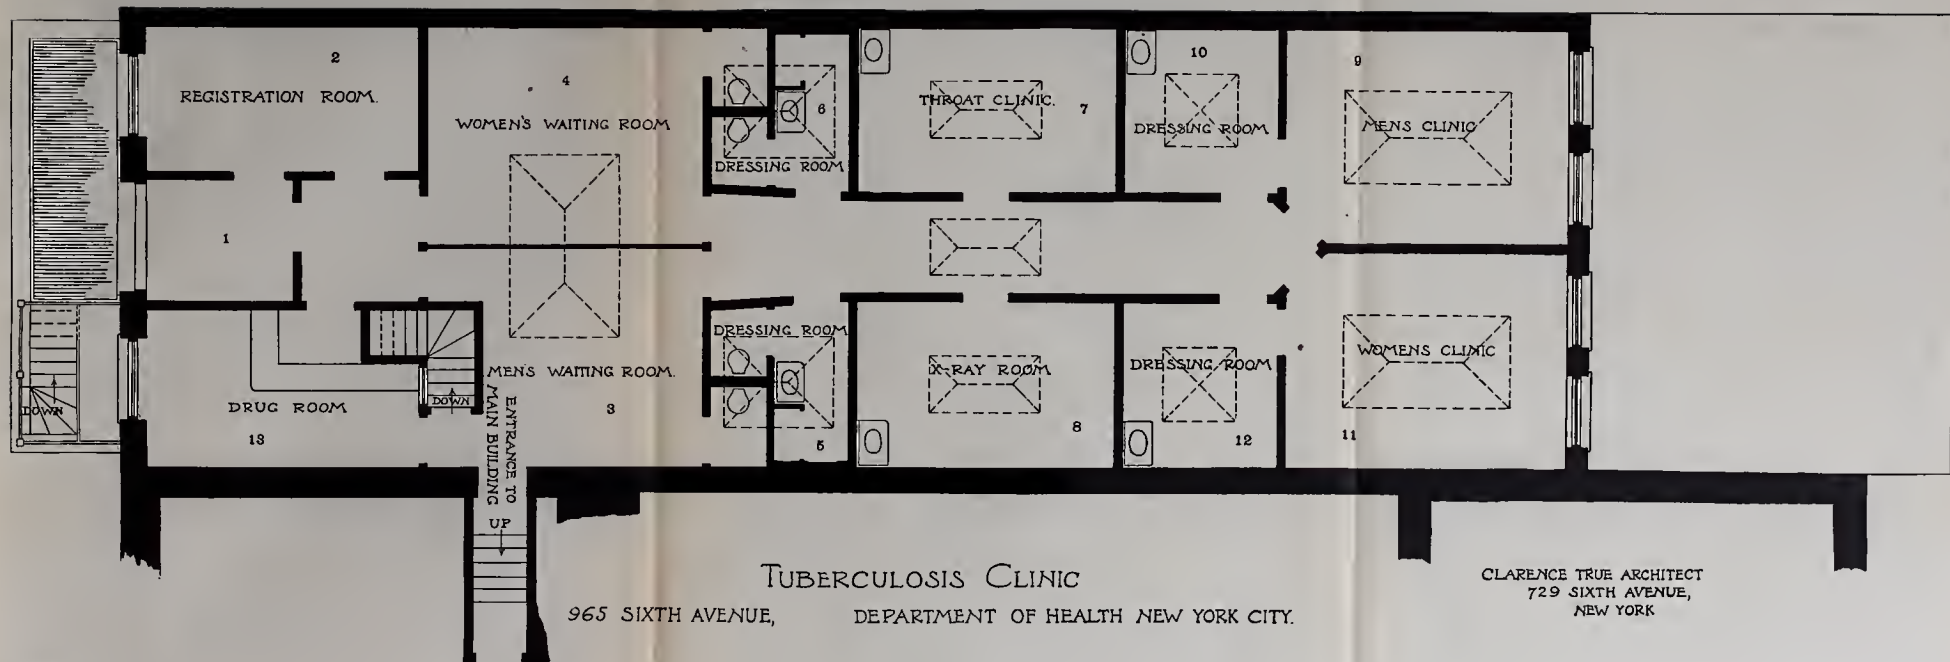 2
REGISTRATION ROOM.
4
WOMEN'S WAITING ROOM
6
DRESSING ROOM
THROAT CLINIC.
7
10
DRESSING ROOM
9
MENS CLINIC
1
DOWN
DRUG ROOM
13
DOWN
MEN'S WAITING ROOM.
3
ENTRANCE TO
MAIN BUILDING
UP
DRESSING ROOM
5
X-RAY ROOM
8
DRESSING ROOM
12
WOMENS CLINIC
11
TUBERCULOSIS CLINIC
965 SIXTH AVENUE, DEPARTMENT OF HEALTH NEW YORK CITY.
CLARENCE TRUE ARCHITECT
729 SIXTH AVENUE,
NEW YORK